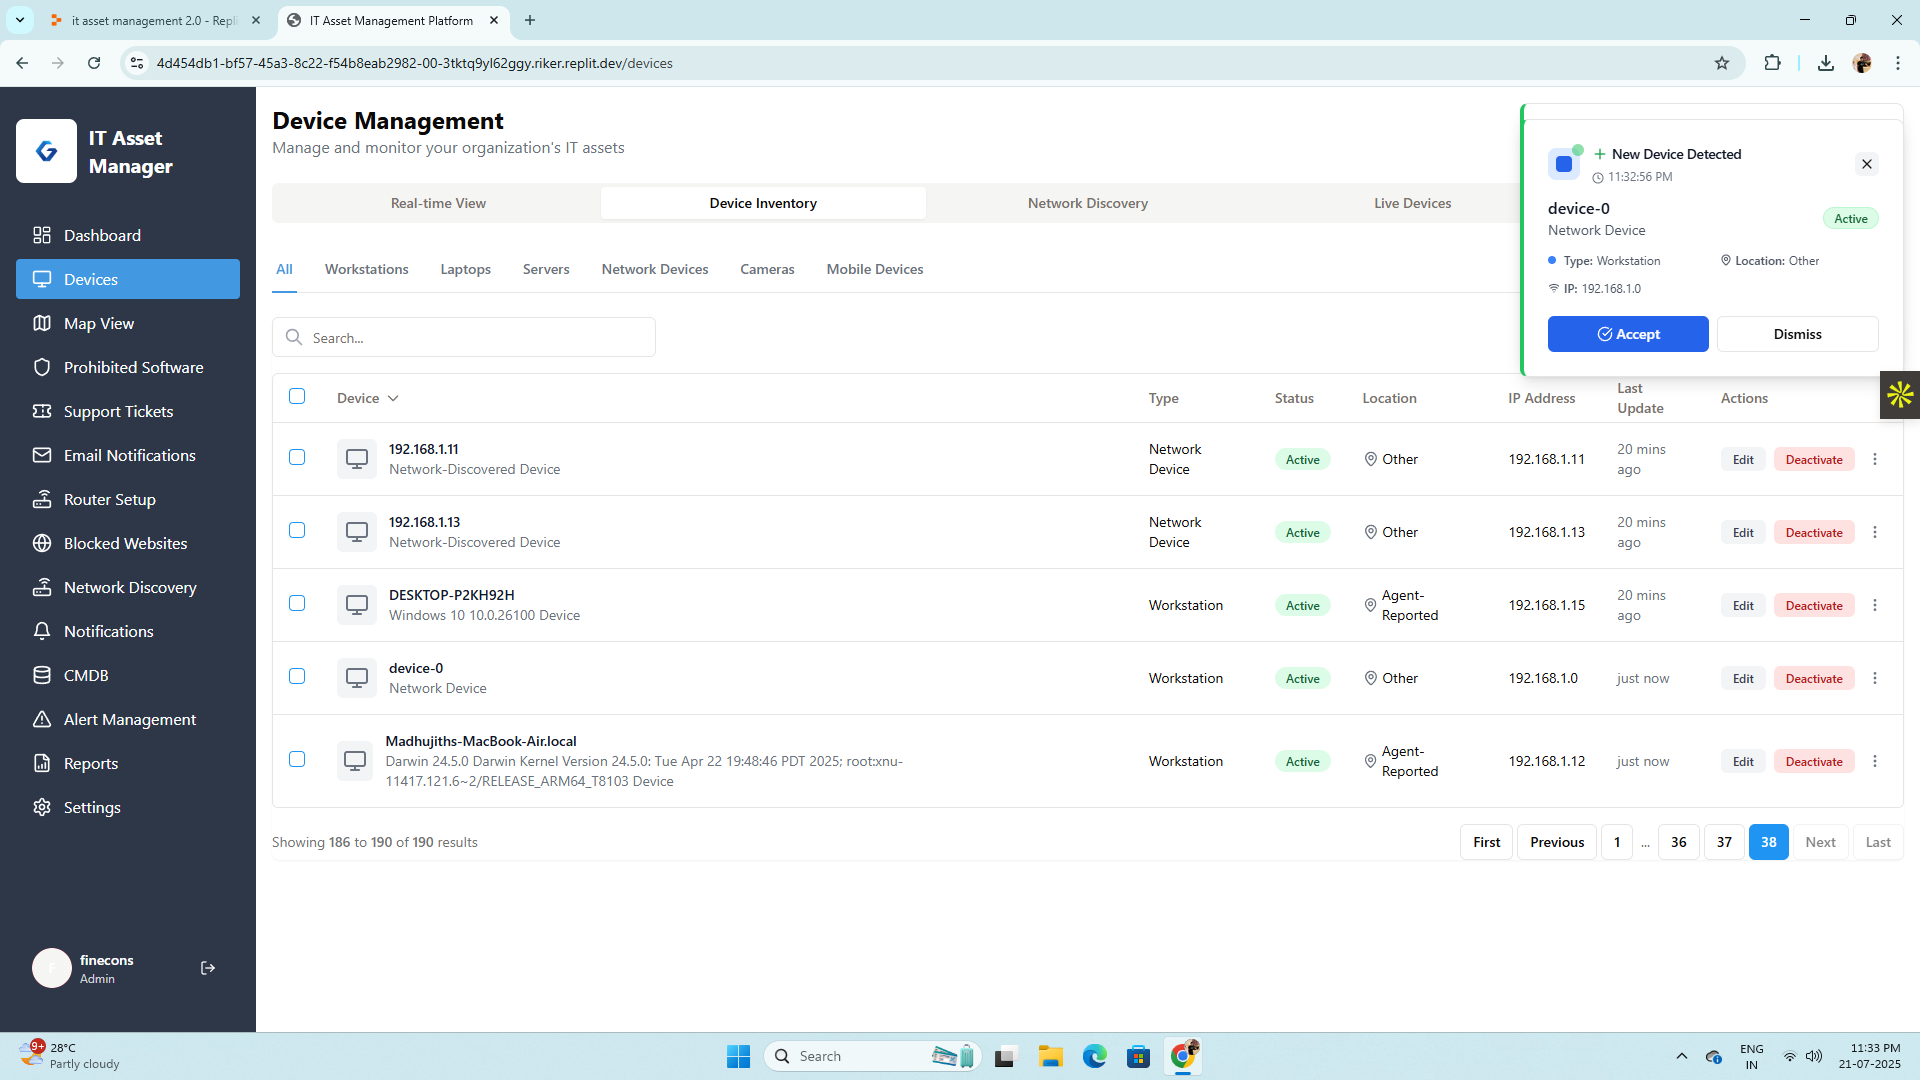 it asset management 2.0 - Repli
IT Asset Management Platform
4d454db1-bf57-45a3-8c22-f54b8eab2982-00-3tktq9yl62ggy.riker.replit.dev/devices
IT Asset
Manager
Dashboard
Devices
Map View
Prohibited Software
Support Tickets
Email Notifications
Router Setup
Blocked Websites
Network Discovery
Notifications
CMDB
Alert Management
Reports
Settings
F
finecons
Admin
Device Management
Manage and monitor your organization's IT assets
Real-time View
Device Inventory
Network Discovery
Live Devices
All
Workstations
Laptops
Servers
Network Devices
Cameras
Mobile Devices
Search...
New Device Detected
11:32:56 PM
device-0
Network Device
Active
Type: Workstation
Location: Other
IP: 192.168.1.0
Accept
Dismiss
Device
Type
Status
Location
IP Address
Last
Update
Actions
192.168.1.11
Network-Discovered Device
Network
Device
Active
Other
192.168.1.11
20 mins
ago
Edit
Deactivate
192.168.1.13
Network-Discovered Device
Network
Device
Active
Other
192.168.1.13
20 mins
ago
Edit
Deactivate
DESKTOP-P2KH92H
Windows 10 10.0.26100 Device
Workstation
Active
Agent-
Reported
192.168.1.15
20 mins
ago
Edit
Deactivate
device-0
Network Device
Workstation
Active
Other
192.168.1.0
just now
Edit
Deactivate
Madhujiths-MacBook-Air.local
Darwin 24.5.0 Darwin Kernel Version 24.5.0: Tue Apr 22 19:48:46 PDT 2025; root:xnu-
11417.121.6~2/RELEASE_ARM64_T8103 Device
Workstation
Active
Agent-
Reported
192.168.1.12
just now
Edit
Deactivate
Showing 186 to 190 of 190 results
First
Previous
1
...
36
37
38
Next
Last
9+
28°C
Partly cloudy
Search
ENG
IN
11:33 PM
21-07-2025